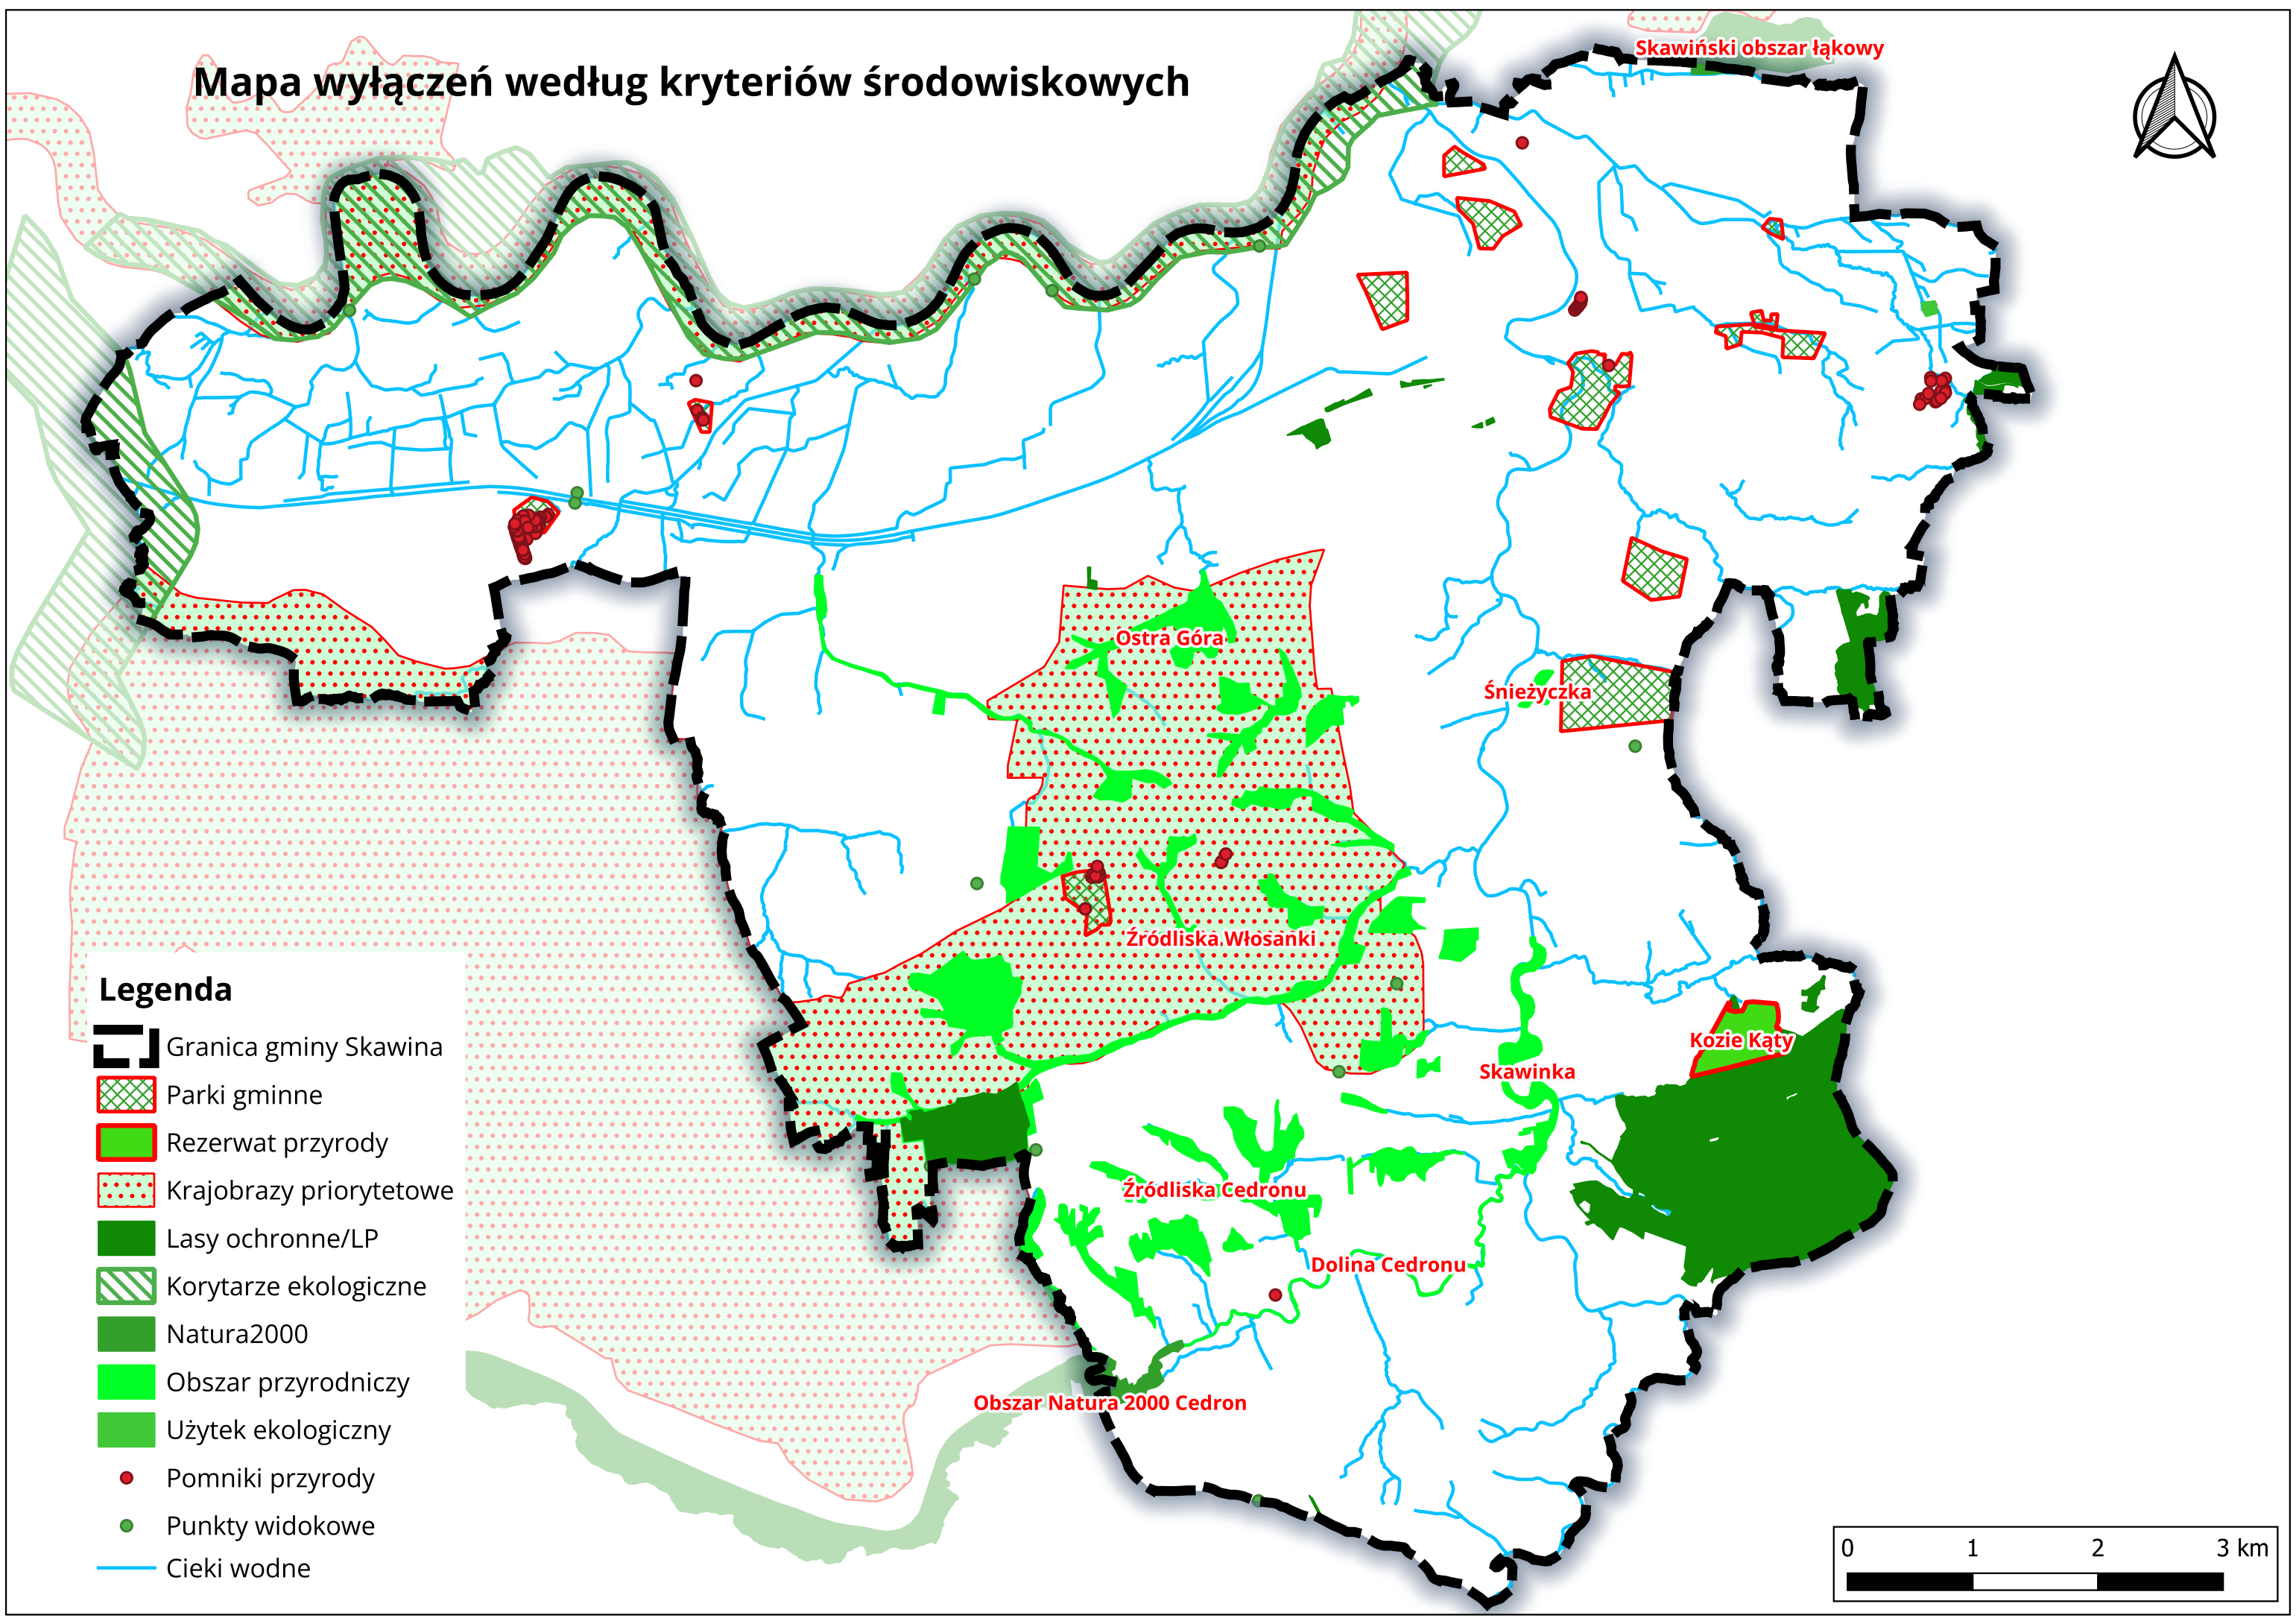 Skawiński obszar łąkowy
Mapa wyłączeń według kryteriów środowiskowych
Ostra Góra
Śnieżyczka
Źródliska Włosanki
Kozie Kąty
Skawinka
Źródliska Cedronu
Dolina Cedronu
Obszar Natura 2000 Cedron
Legenda
Granica gminy Skawina
Parki gminne
Rezerwat przyrody
Krajobrazy priorytetowe
Lasy ochronne/LP
Korytarze ekologiczne
Natura2000
Obszar przyrodniczy
Użytek ekologiczny
Pomniki przyrody
Punkty widokowe
Cieki wodne
0 1 2 3 km